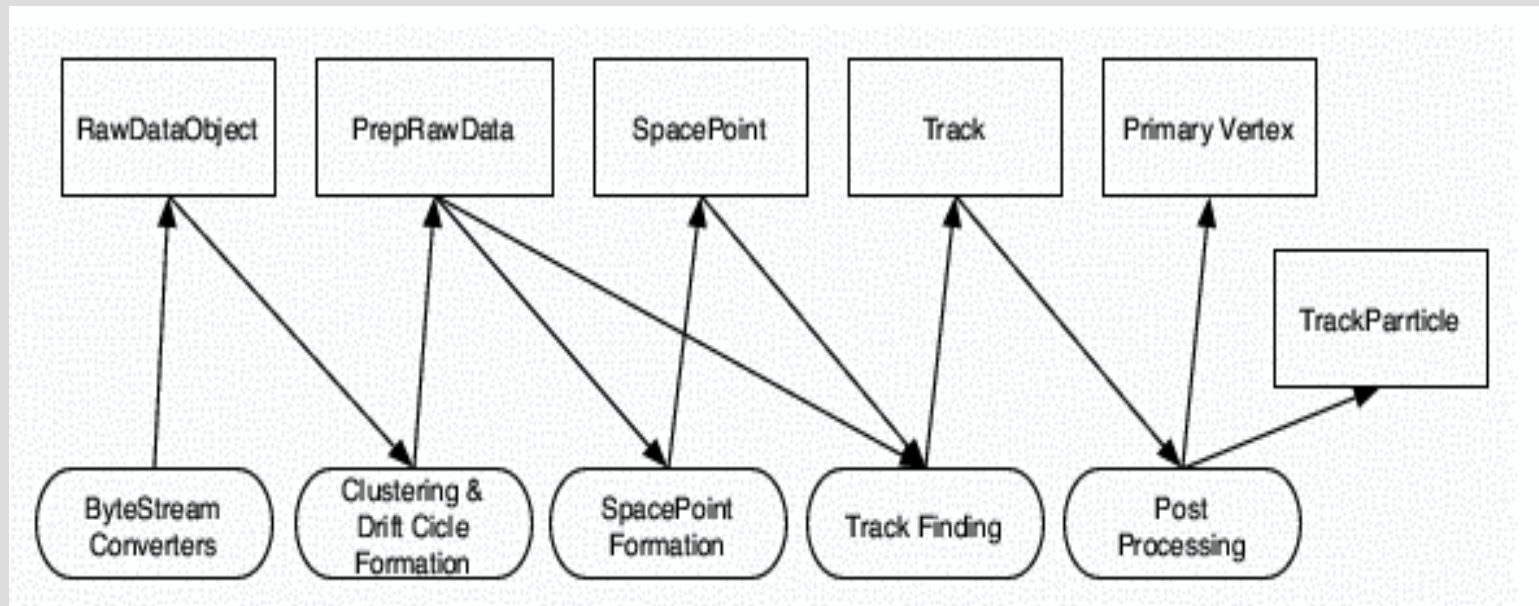 RawDataObject
PrepRawData
SpacePoint
Track
Primary Vertex
TrackParrticle
ByteStream
Converters
Clustering &
Drift Cicle
Formation
SpacePoint
Formation
Track Finding
Post
Processing